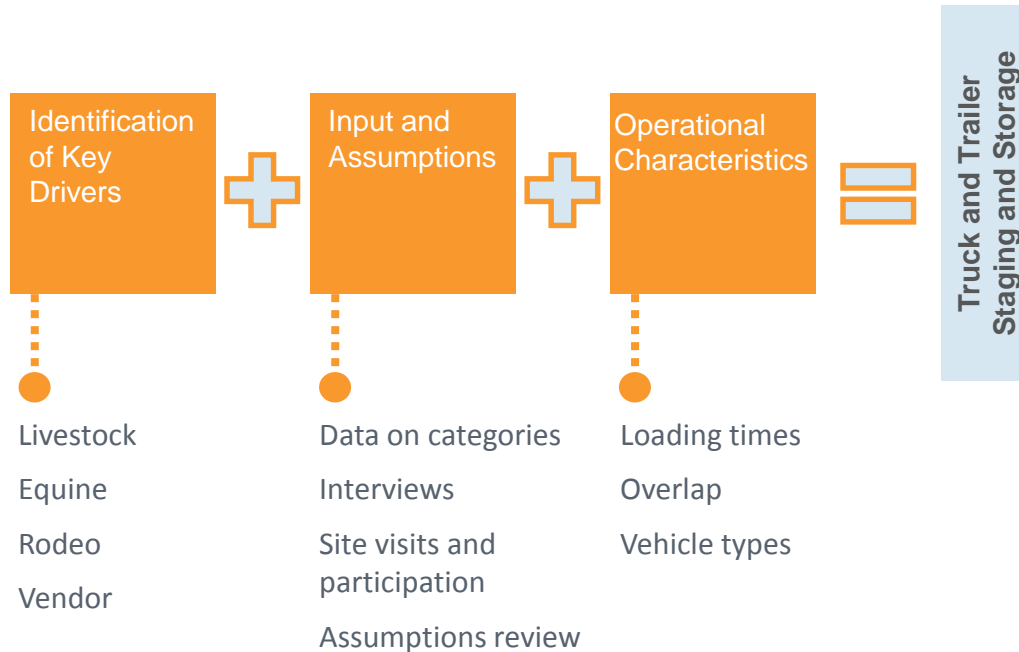 Identification
of Key
Drivers
Input and
Assumptions
Operational
Characteristics
Truck and Trailer
Staging and Storage
Livestock
Equine
Rodeo
Vendor
Data on categories
Interviews
Site visits and
participation
Assumptions review
Loading times
Overlap
Vehicle types